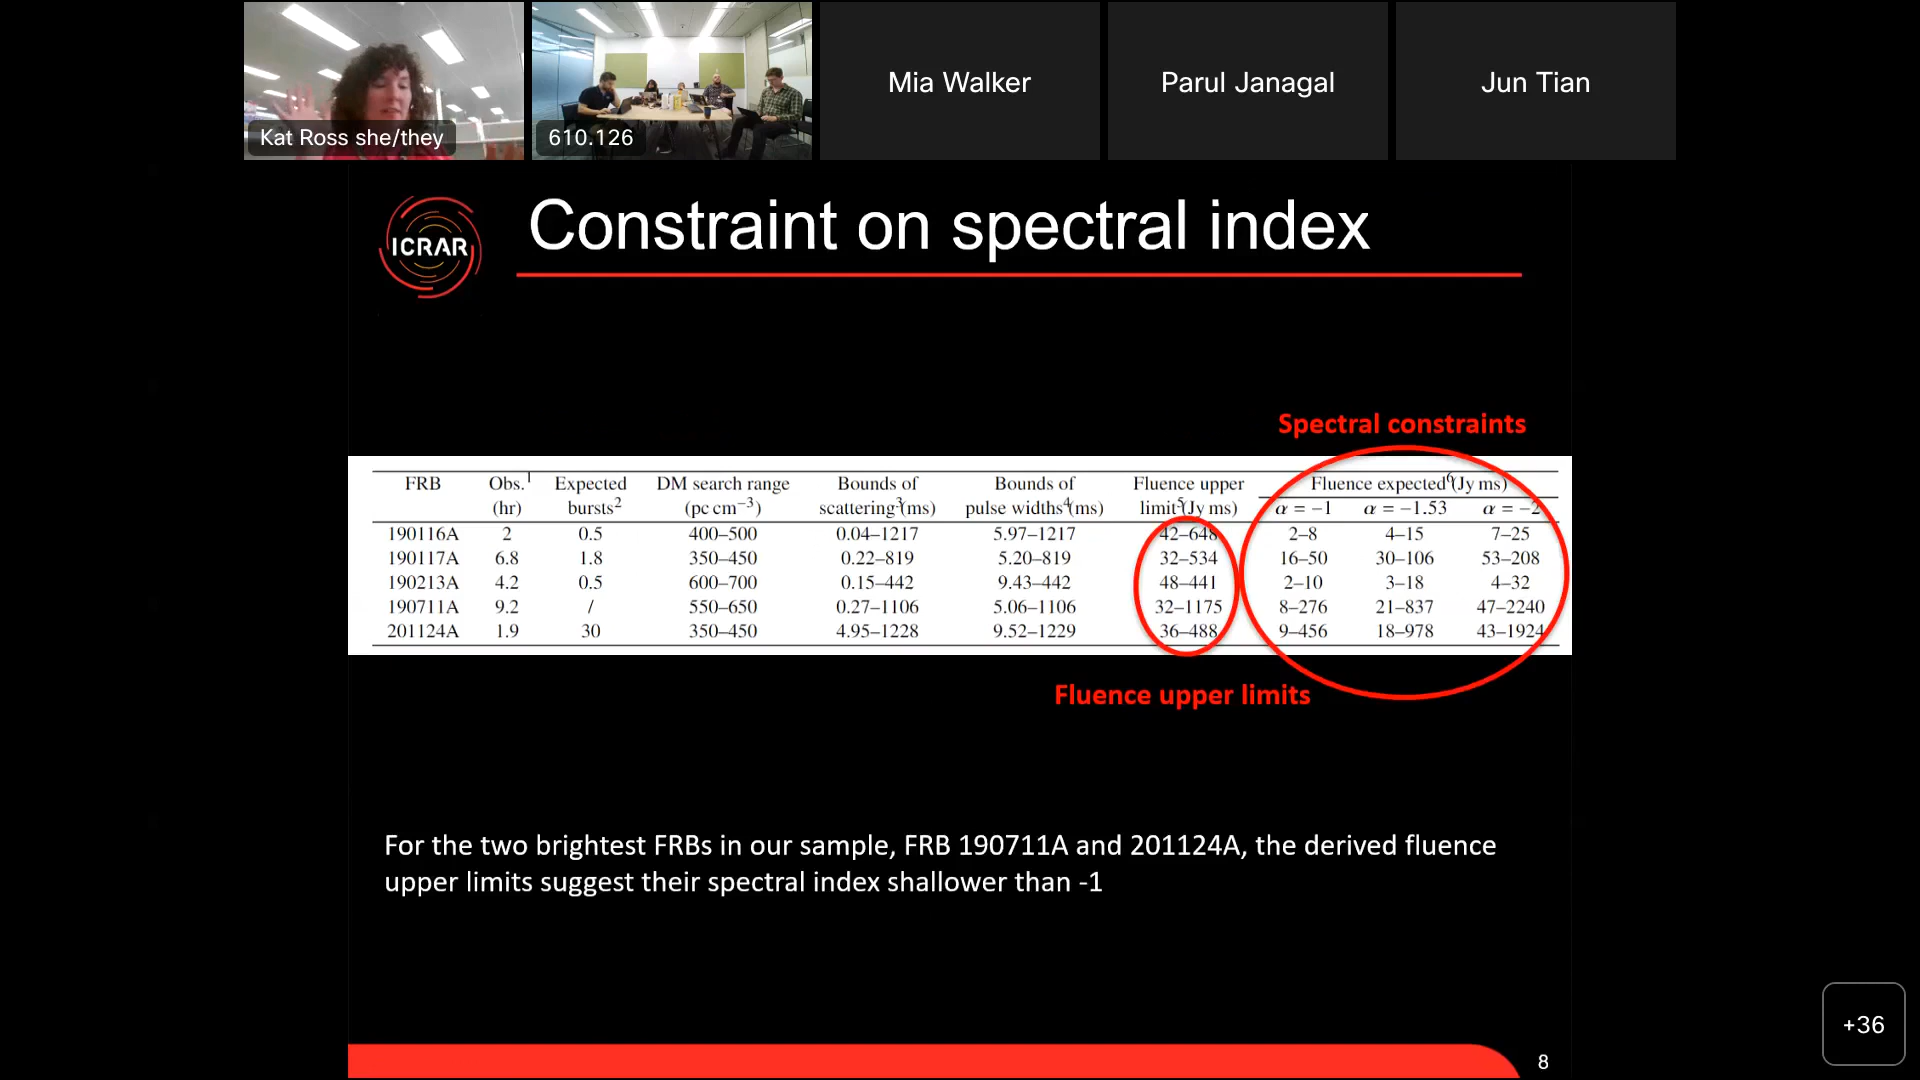 Kat Ross she/they
610.126
Mia Walker
Parul Janagal
Jun Tian
ICRAR
Constraint on spectral index
Spectral constraints
FRB Obs.1 Expected DM search range Bounds of Bounds of Fluence upper Fluence expected6 (Jy ms)
(hr) bursts2 (pc cm−3) scattering3 (ms) pulse widths4 (ms) limit5 (Jy ms) α = −1 α = −1.53 α = −2
190116A 2 0.5 400–500 0.04–1217 5.97–1217 42–648 2–8 4–15 7–25
190117A 6.8 1.8 350–450 0.22–819 5.20–819 32–534 16–50 30–106 53–208
190213A 4.2 0.5 600–700 0.15–442 9.43–442 48–441 2–10 3–18 4–32
190711A 9.2 / 550–650 0.27–1106 5.06–1106 32–1175 8–276 21–837 47–2240
201124A 1.9 30 350–450 4.95–1228 9.52–1229 36–488 9–456 18–978 43–1924
Fluence upper limits
For the two brightest FRBs in our sample, FRB 190711A and 201124A, the derived fluence
upper limits suggest their spectral index shallower than -1
+36
8